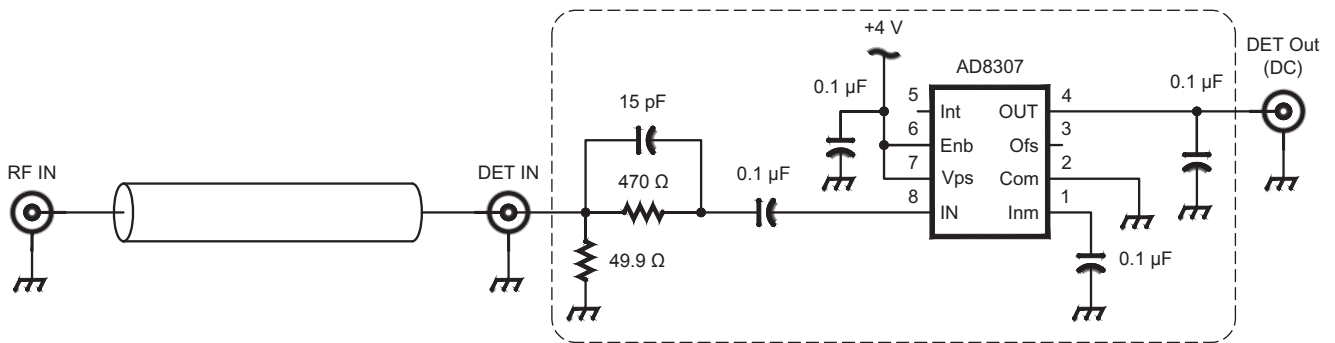 RF IN
DET IN
15 pF
470 Ω
49.9 Ω
0.1 µF
0.1 µF
+4 V
AD8307
5
6
7
8
Int
Enb
Vps
IN
OUT
Ofs
Com
Inm
4
3
2
1
0.1 µF
0.1 µF
DET Out
(DC)